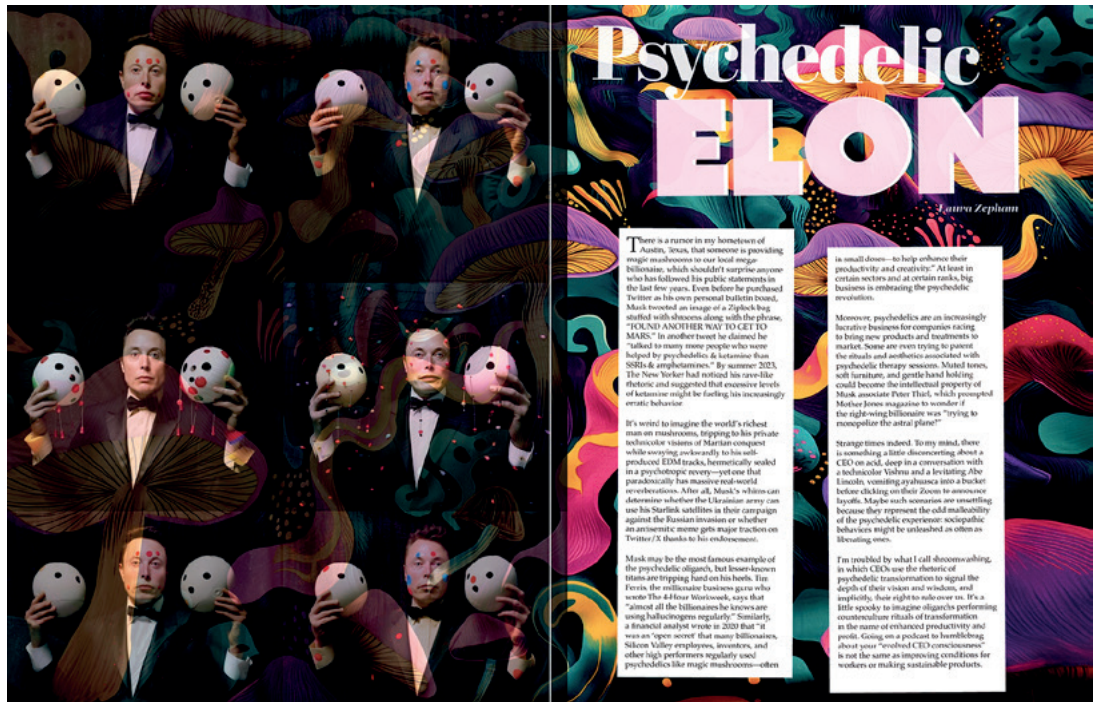 Psychedelic
ELON
Laura Zepham
There is a rumor in my hometown of
Austin, Texas, that someone is providing
magic mushrooms to our local mega-
billionaire, which shouldn't surprise anyone
who has followed his public statements in
the last few years. Even before he purchased
Twitter as his own personal bulletin board,
Musk tweeted an image of a Ziplock bag
stuffed with shrooms along with the phrase,
"FOUND ANOTHER WAY TO GET TO
MARS." In another tweet he claimed he
"talked to many more people who were
helped by psychedelics & ketamine than
SSRIs & amphetamines." By summer 2023,
The New Yorker had noticed his rave-like
rhetoric and suggested that excessive levels
of ketamine might be fueling his increasingly
erratic behavior
It's weird to imagine the world's richest
man on mushrooms, tripping to his private
technicolor visions of Martian conquest
while swaying awkwardly to his self-
produced EDM tracks, hermetically sealed
in a psychotropic revery—yet one that
paradoxically has massive real-world
reverberations. After all, Musk's whims can
determine whether the Ukrainian army can
use his Starlink satellites in their campaign
against the Russian invasion or whether
an antisemitic meme gets major traction on
Twitter/X thanks to his endorsement.
Musk may be the most famous example of
the psychedelic oligarch, but lesser-known
titans are tripping hard on his heels. Tim
Ferris, the millionaire business guru who
wrote The 4-Hour Workweek, says that
"almost all the billionaires he knows are
using hallucinogens regularly." Similarly,
a financial analyst wrote in 2020 that "it
was an 'open secret' that many billionaires,
Silicon Valley employees, inventors, and
other high performers regularly used
psychedelics like magic mushrooms—often
in small doses—to help enhance their
productivity and creativity." At least in
certain sectors and at certain ranks, big
business is embracing the psychedelic
revolution.
Moreover, psychedelics are an increasingly
lucrative business for companies racing
to bring new products and treatments to
market. Some are even trying to patent
the rituals and aesthetics associated with
psychedelic therapy sessions. Muted tones,
soft furniture, and gentle hand holding
could become the intellectual property of
Musk associate Peter Thiel, which prompted
Mother Jones magazine to wonder if
the right-wing billionaire was "trying to
monopolize the astral plane?"
Strange times indeed. To my mind, there
is something a little disconcerting about a
CEO on acid, deep in a conversation with
a technicolor Vishnu and a levitating Abe
Lincoln, vomiting ayahuasca into a bucket
before clicking on their Zoom to announce
layoffs. Maybe such scenarios are unsettling
because they represent the odd malleability
of the psychedelic experience: sociopathic
behaviors might be unleashed as often as
liberating ones.
I'm troubled by what I call shroomwashing,
in which CEOs use the rhetoric of
psychedelic transformation to signal the
depth of their vision and wisdom, and
implicitly, their right to rule over us. It's a
little spooky to imagine oligarchs performing
counterculture rituals of transformation
in the name of enhanced productivity and
profit. Going on a podcast to humblebrag
about your "evolved CEO consciousness"
is not the same as improving conditions for
workers or making sustainable products.